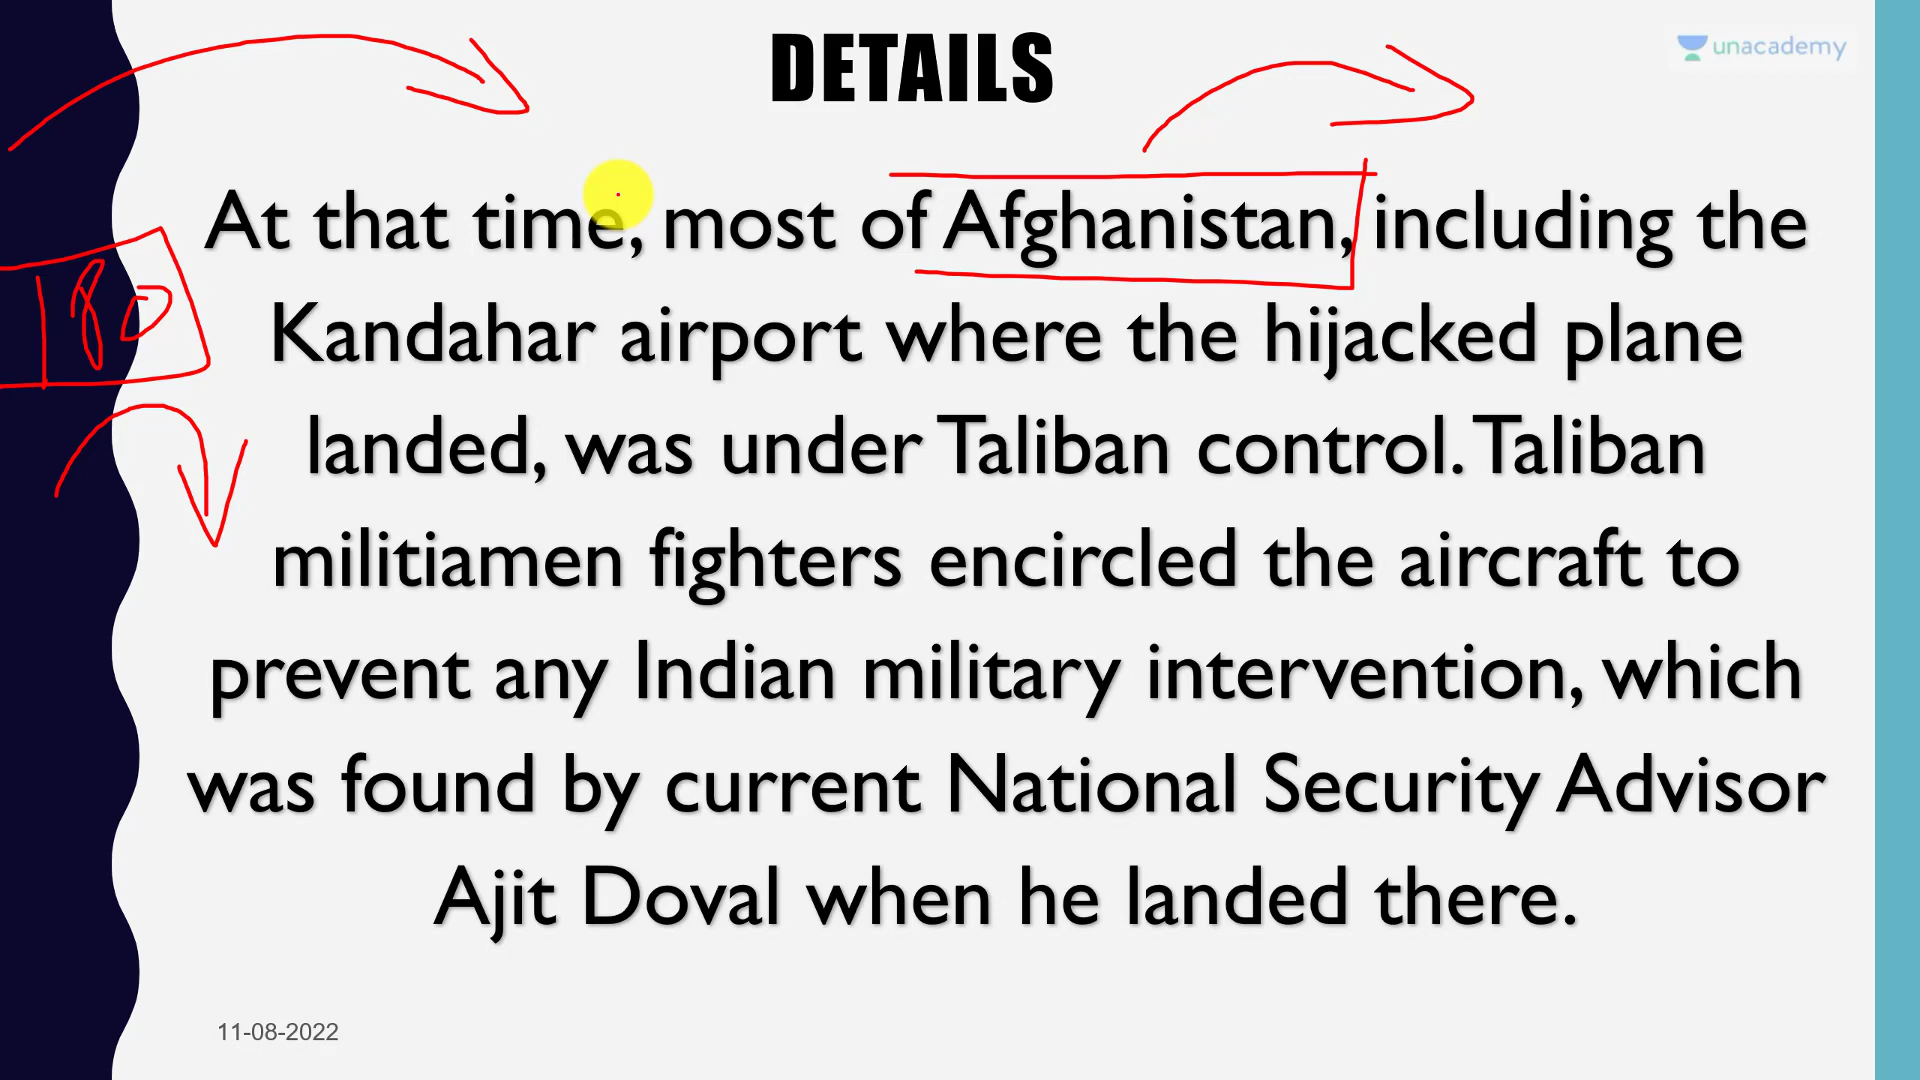 DETAILS
unacademy
At that time, most of Afghanistan, including the
180
Kandahar airport where the hijacked plane
landed, was under Taliban control. Taliban
militiamen fighters encircled the aircraft to
prevent any Indian military intervention, which
was found by current National Security Advisor
Ajit Doval when he landed there.
11-08-2022